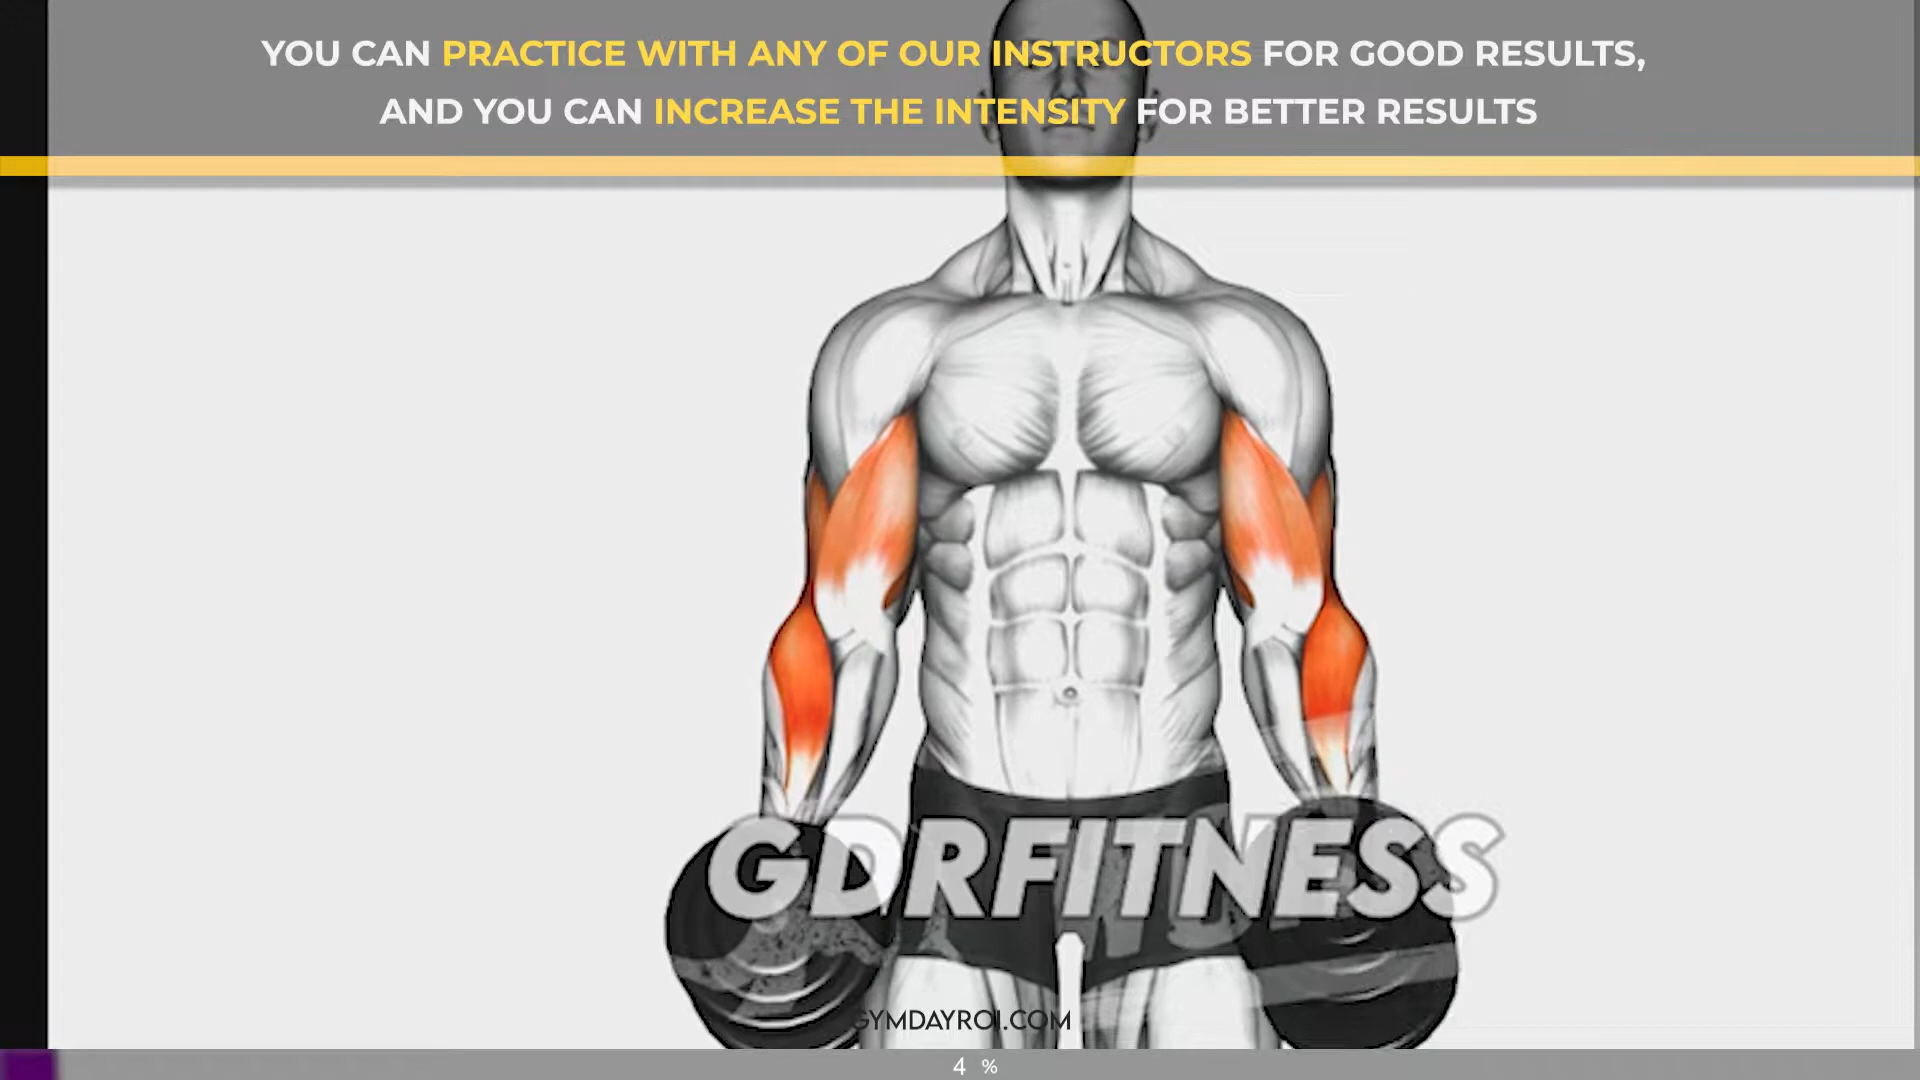 YOU CAN PRACTICE WITH ANY OF OUR INSTRUCTORS FOR GOOD RESULTS,
AND YOU CAN INCREASE THE INTENSITY FOR BETTER RESULTS
GDRFITNESS
GYMDAYROI.COM
4 %